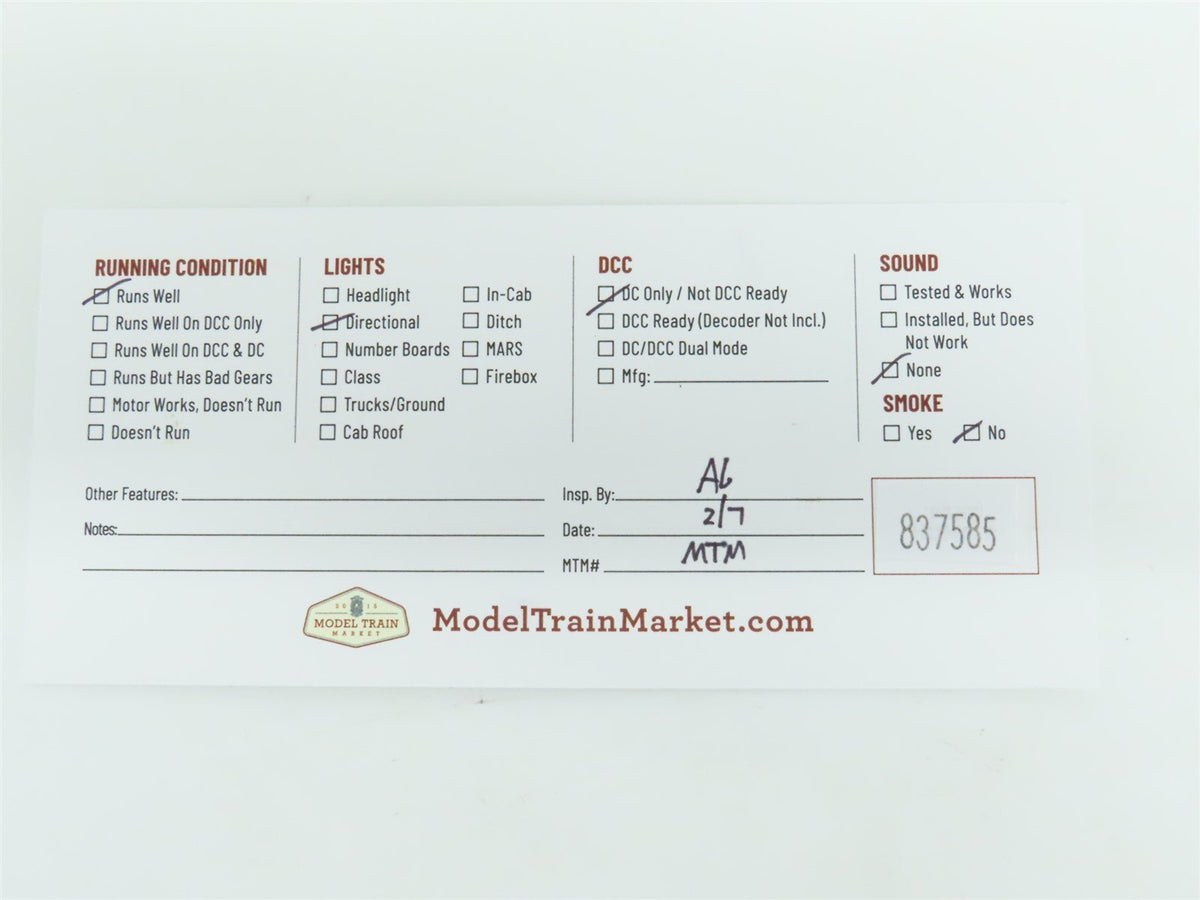 RUNNING CONDITION
Runs Well
Runs Well On DCC Only
Runs Well On DCC & DC
Runs But Has Bad Gears
Motor Works, Doesn't Run
Doesn't Run
LIGHTS
Headlight
Directional
Number Boards
Class
Trucks/Ground
Cab Roof
In-Cab
Ditch
MARS
Firebox
DCC
DC Only / Not DCC Ready
DCC Ready (Decoder Not Incl.)
DC/DCC Dual Mode
Mfg:
SOUND
Tested & Works
Installed, But Does
Not Work
None
SMOKE
Yes No
Other Features:
Notes:
Insp. By:
Date: 2/7
MTM# MTM
837585
2015
MODEL TRAIN
MARKET
ModelTrainMarket.com